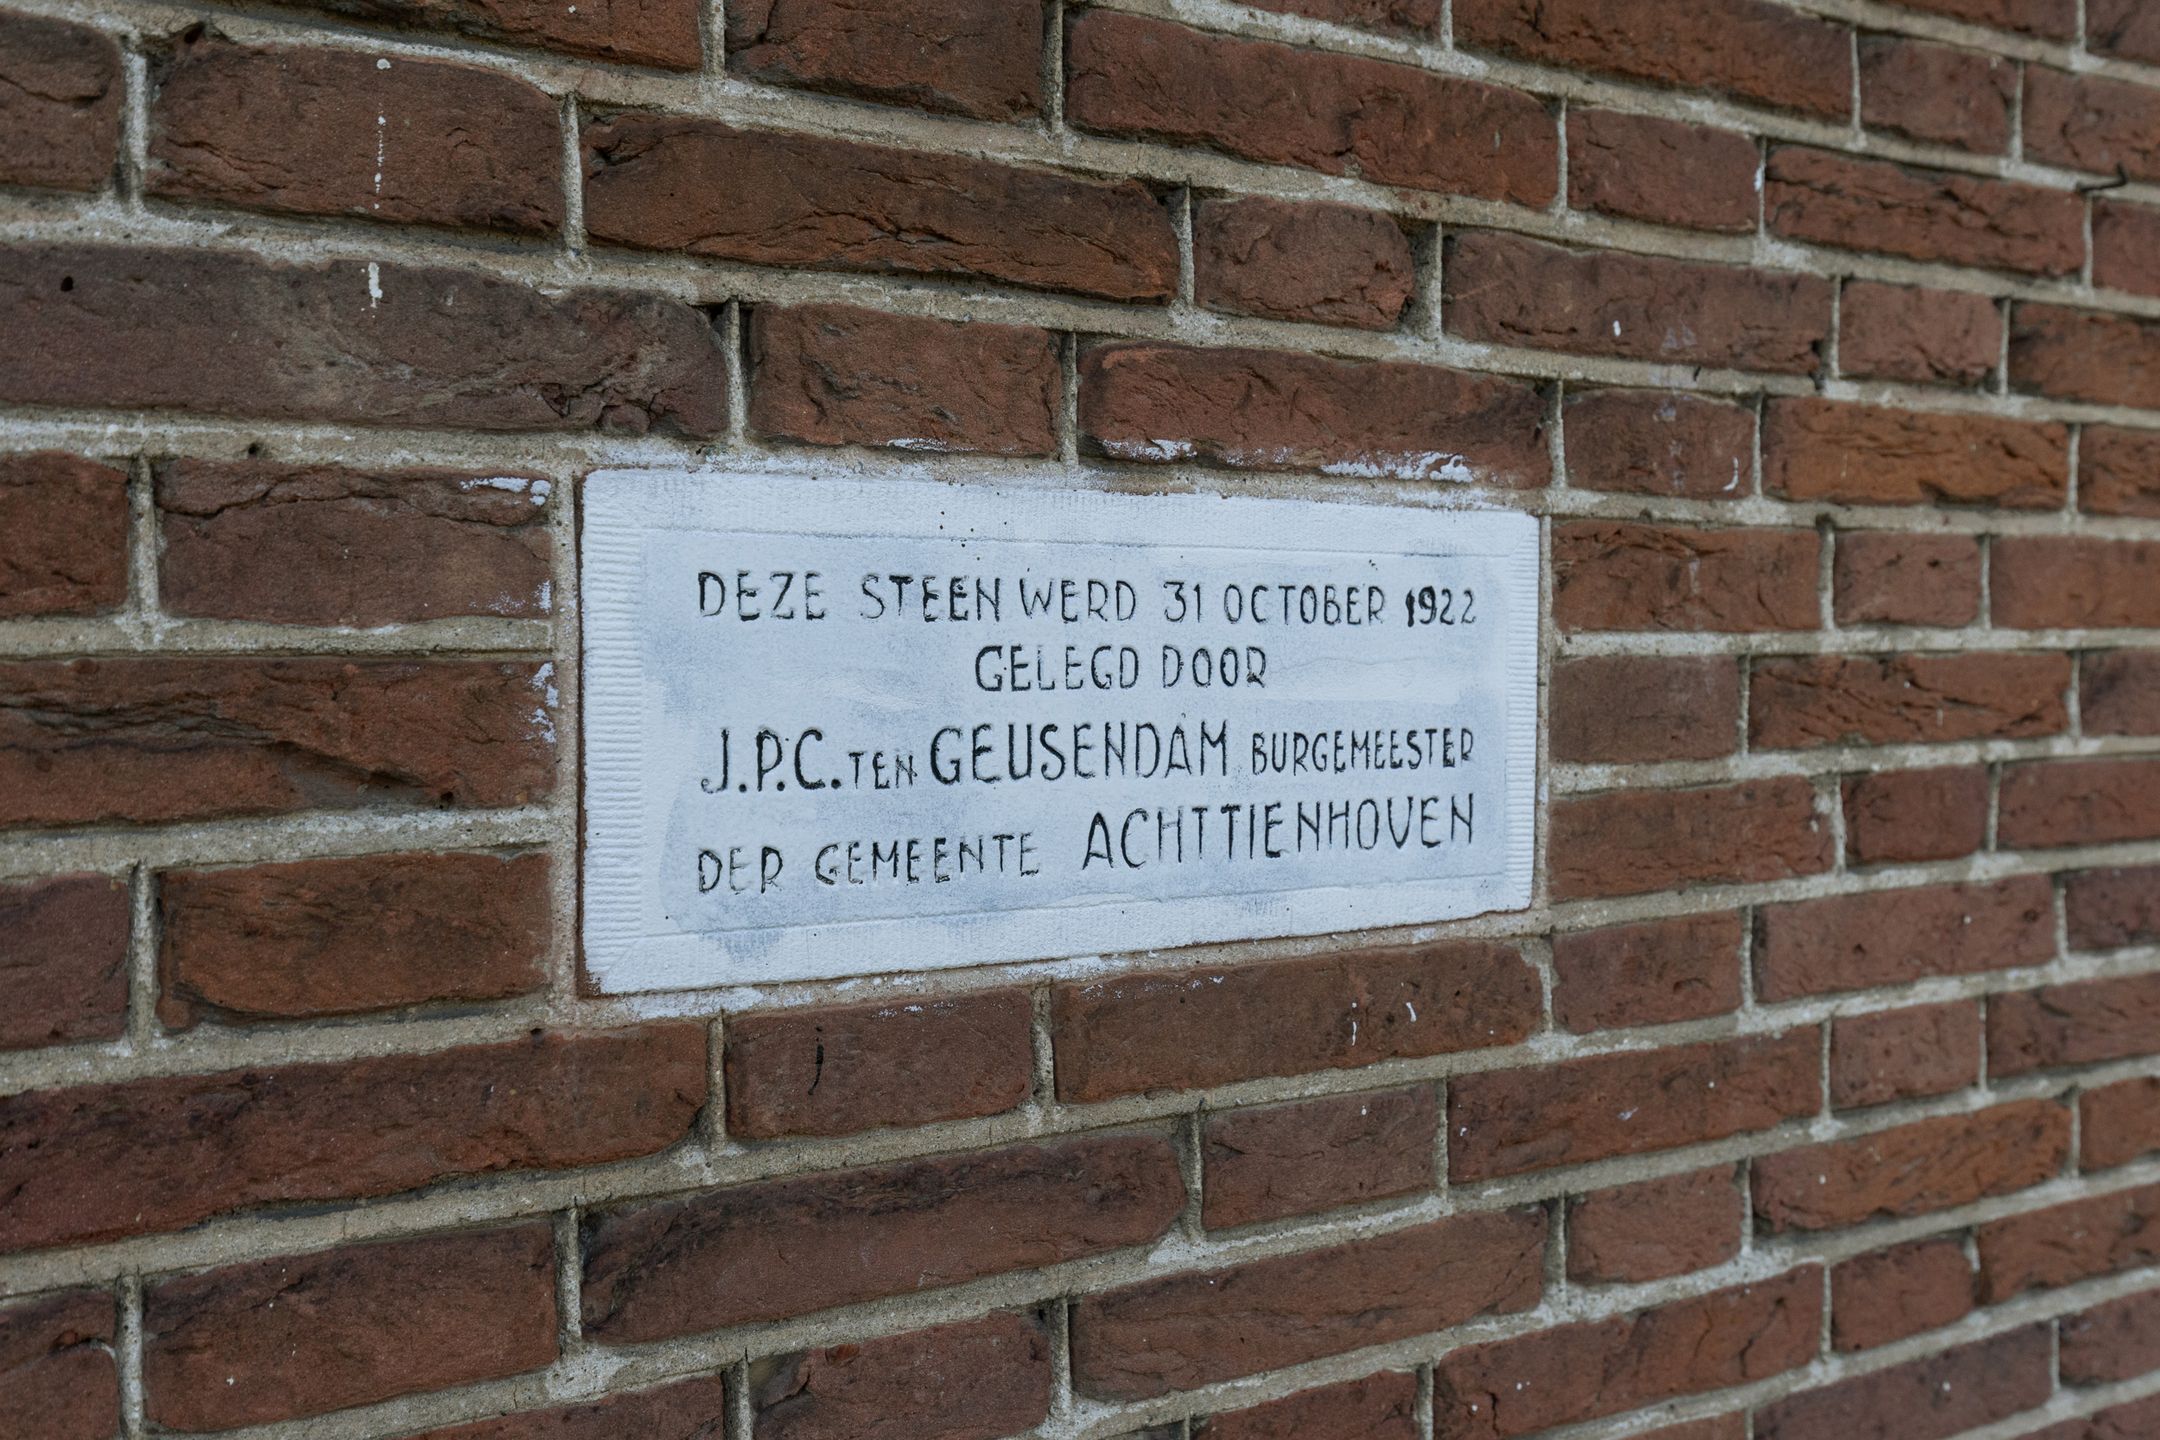 DEZE STEEN WERD 31 OCTOBER 1922
GELEGD DOOR
J.P.C. TEN GEUSENDAM BURGEMEESTER
DER GEMEENTE ACHTTIENHOVEN